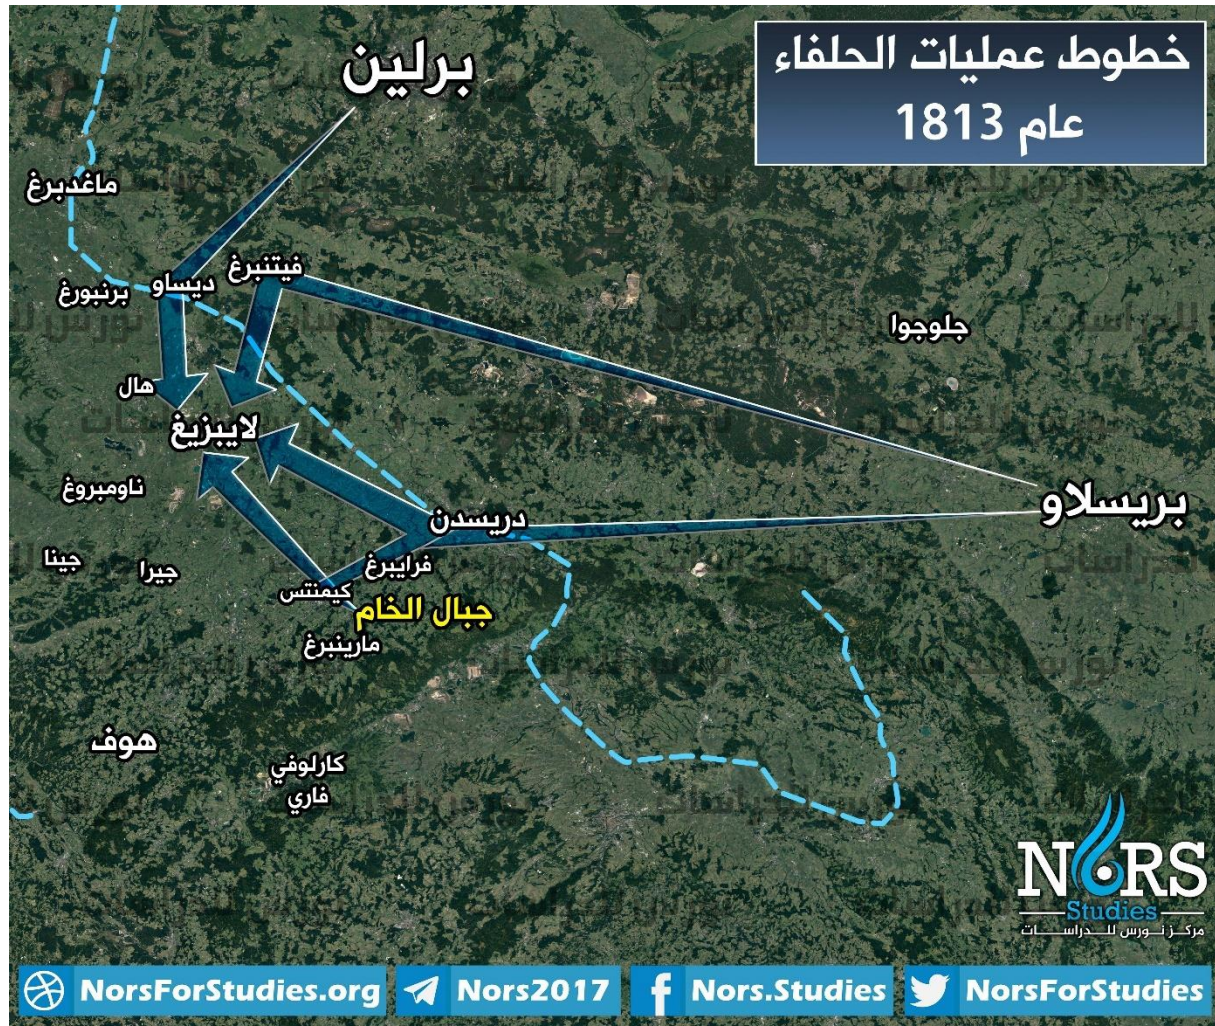 خطوط عمليات الحلفاء
عام 1813
برلين
ماغدبرغ
فيتنبرغ
ديساو
برنبورغ
جلوجوا
هال
لايبزيغ
ناومبروغ
بريسلاو
دريسدن
جينا
جيرا
فرايبرغ
كيمنتس
جبال الخام
مارينبرغ
هوف
كارلوفي
فاري
NORS
Studies
مركز نورس للدراسات
NorsForStudies.org
Nors2017
Nors.Studies
NorsForStudies